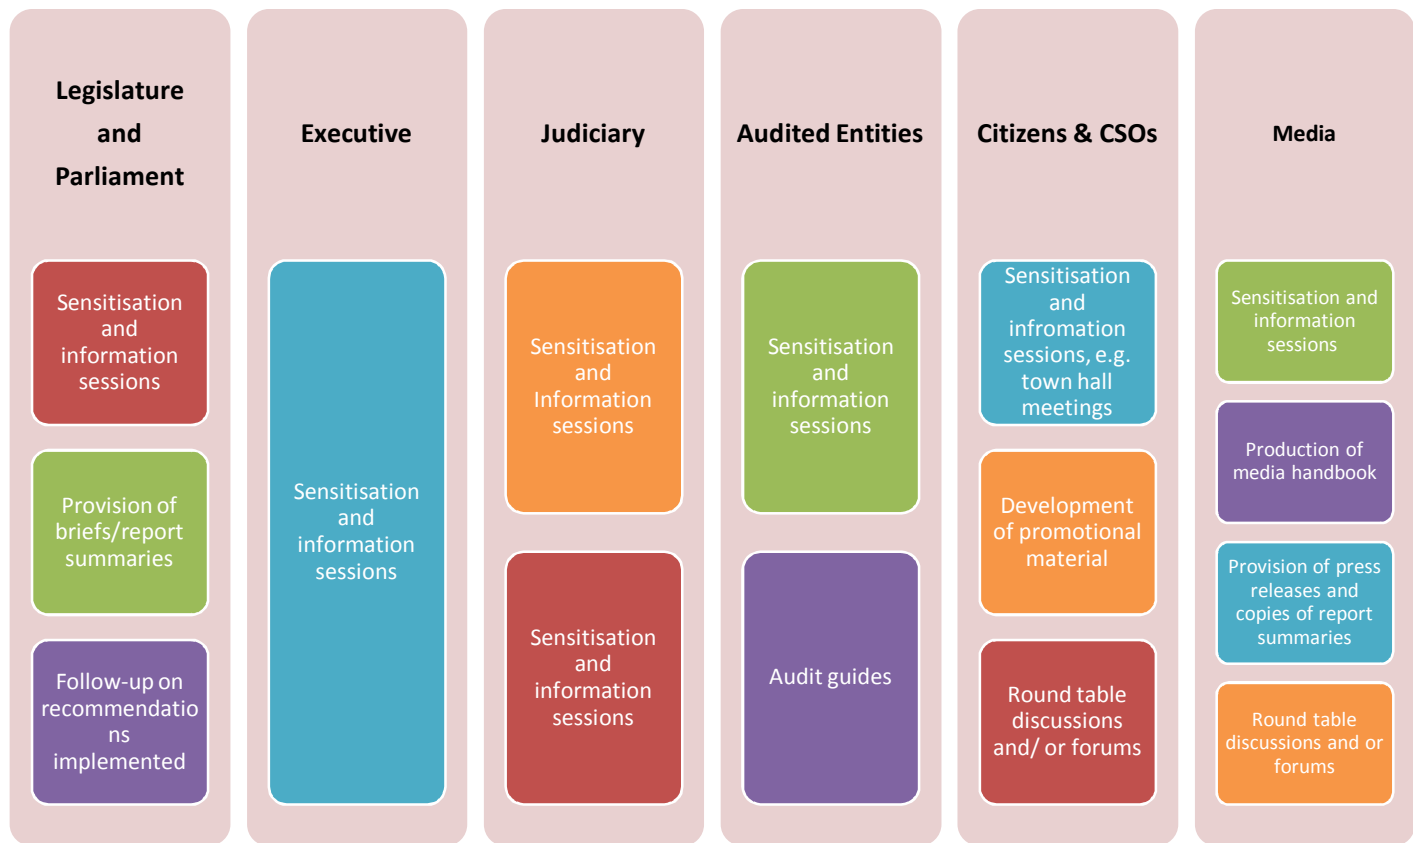 Legislature
and
Parliament
Sensitisation
and
information
sessions
Provision of
briefs/report
summaries
Follow-up on
recommendatio
ns
implemented
Executive
Sensitisation
and
information
sessions
Judiciary
Sensitisation
and
Information
sessions
Sensitisation
and
information
sessions
Audited Entities
Sensitisation
and
information
sessions
Audit guides
Citizens & CSOs
Sensitisation
and
infromation
sessions, e.g.
town hall
meetings
Development
of promotional
material
Round table
discussions
and/ or forums
Media
Sensitisation and
information
sessions
Production of
media handbook
Provision of press
releases and
copies of report
summaries
Round table
discussions and or
forums